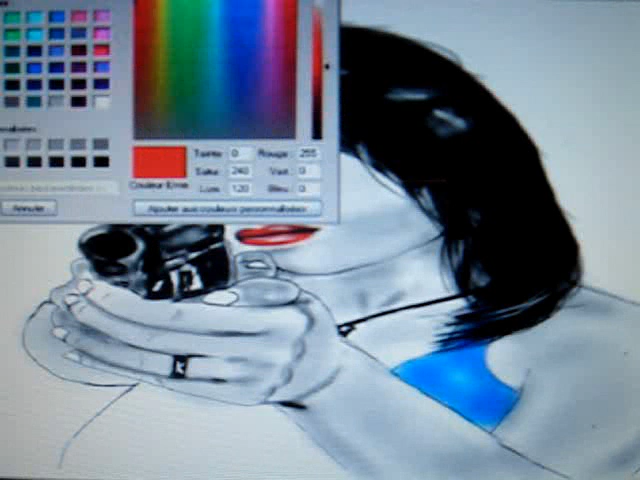 Teinte : 0 Rouge : 255
Satur. : 240 Vert : 0
Couleur|Unie Lum. : 120 Bleu : 0
Annuler Ajouter aux couleurs personnalisées